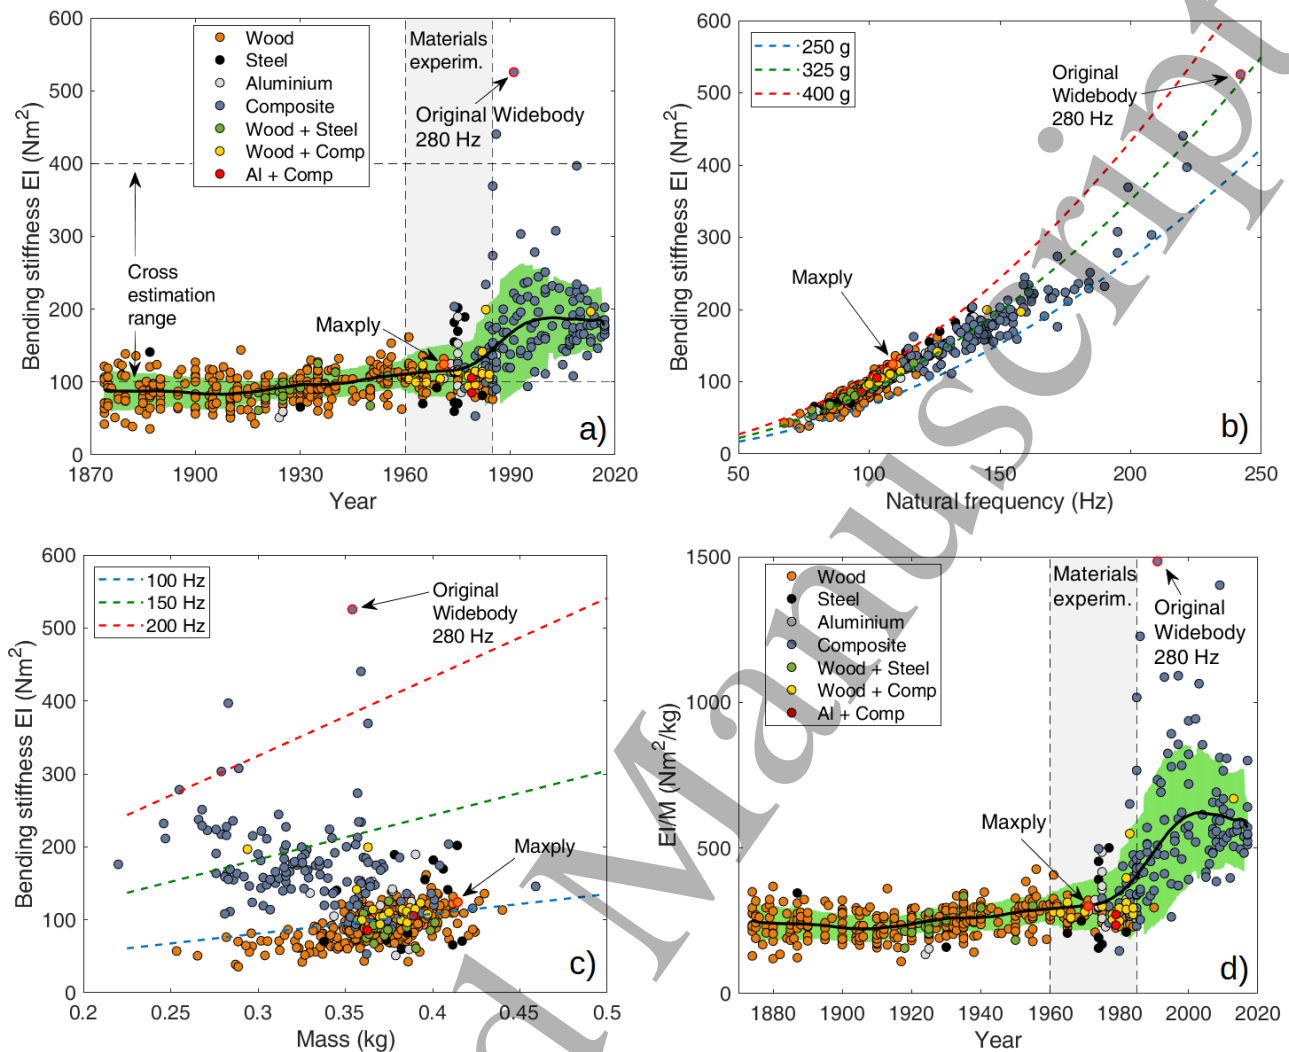 600
500
400
300
200
100
0
Bending stiffness EI (Nm²)
Wood
Steel
Aluminium
Composite
Wood + Steel
Wood + Comp
Al + Comp
Materials
experim.
Original Widebody
280 Hz
Cross
estimation
range
Maxply
a)
1870
1900
1930
1960
1990
2020
Year
600
500
400
300
200
100
0
Bending stiffness EI (Nm²)
250 g
325 g
400 g
Original
Widebody
280 Hz
Maxply
b)
50
100
150
200
250
Natural frequency (Hz)
600
500
400
300
200
100
0
Bending stiffness EI (Nm²)
100 Hz
150 Hz
200 Hz
Original
Widebody
280 Hz
Maxply
c)
0.2
0.25
0.3
0.35
0.4
0.45
0.5
Mass (kg)
1500
1000
500
0
EI/M (Nm²/kg)
Wood
Steel
Aluminium
Composite
Wood + Steel
Wood + Comp
Al + Comp
Materials
experim.
Original
Widebody
280 Hz
Maxply
d)
1880
1900
1920
1940
1960
1980
2000
2020
Year
Manuscript